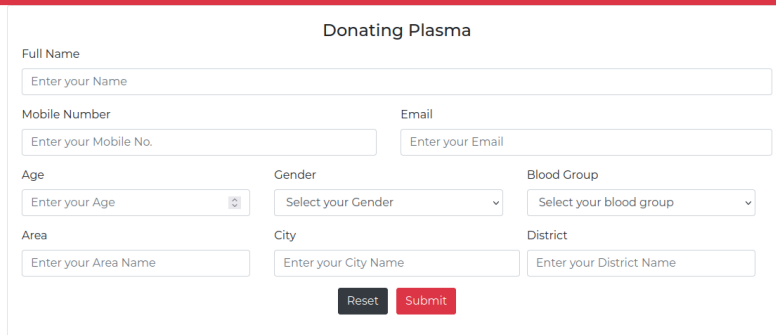 Donating Plasma
Full Name
Enter your Name
Mobile Number Email
Enter your Mobile No. Enter your Email
Age Gender Blood Group
Enter your Age Select your Gender Select your blood group
Area City District
Enter your Area Name Enter your City Name Enter your District Name
Reset Submit